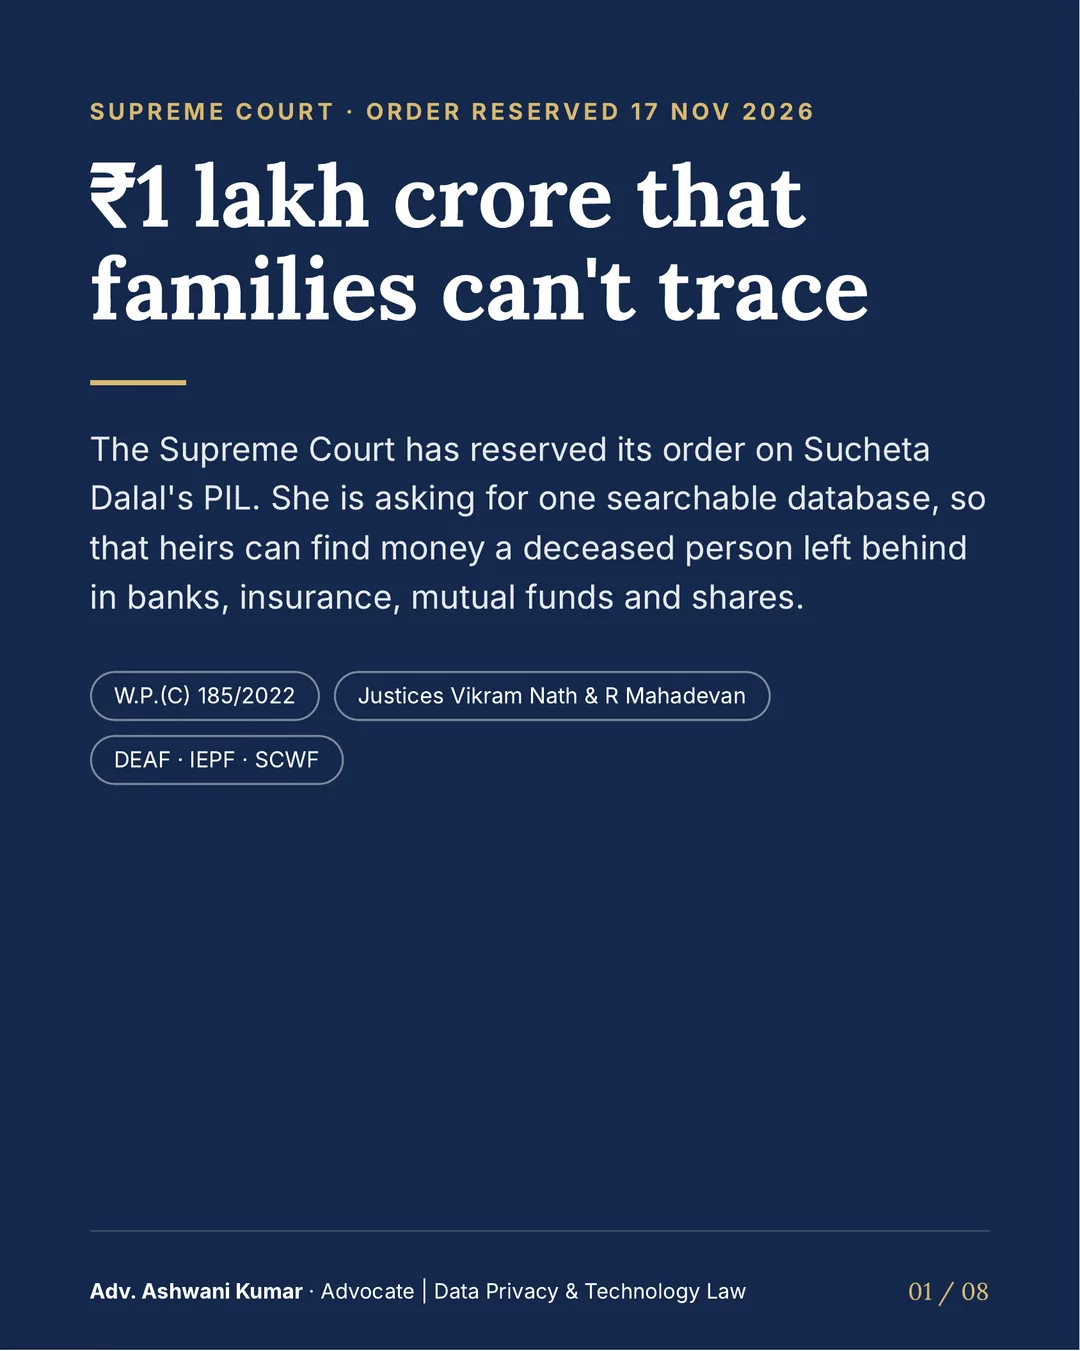 SUPREME COURT · ORDER RESERVED 17 NOV 2026
₹1 lakh crore that
families can't trace
The Supreme Court has reserved its order on Sucheta
Dalal's PIL. She is asking for one searchable database, so
that heirs can find money a deceased person left behind
in banks, insurance, mutual funds and shares.
W.P.(C) 185/2022
Justices Vikram Nath & R Mahadevan
DEAF · IEPF · SCWF
Adv. Ashwani Kumar · Advocate | Data Privacy & Technology Law
01 / 08